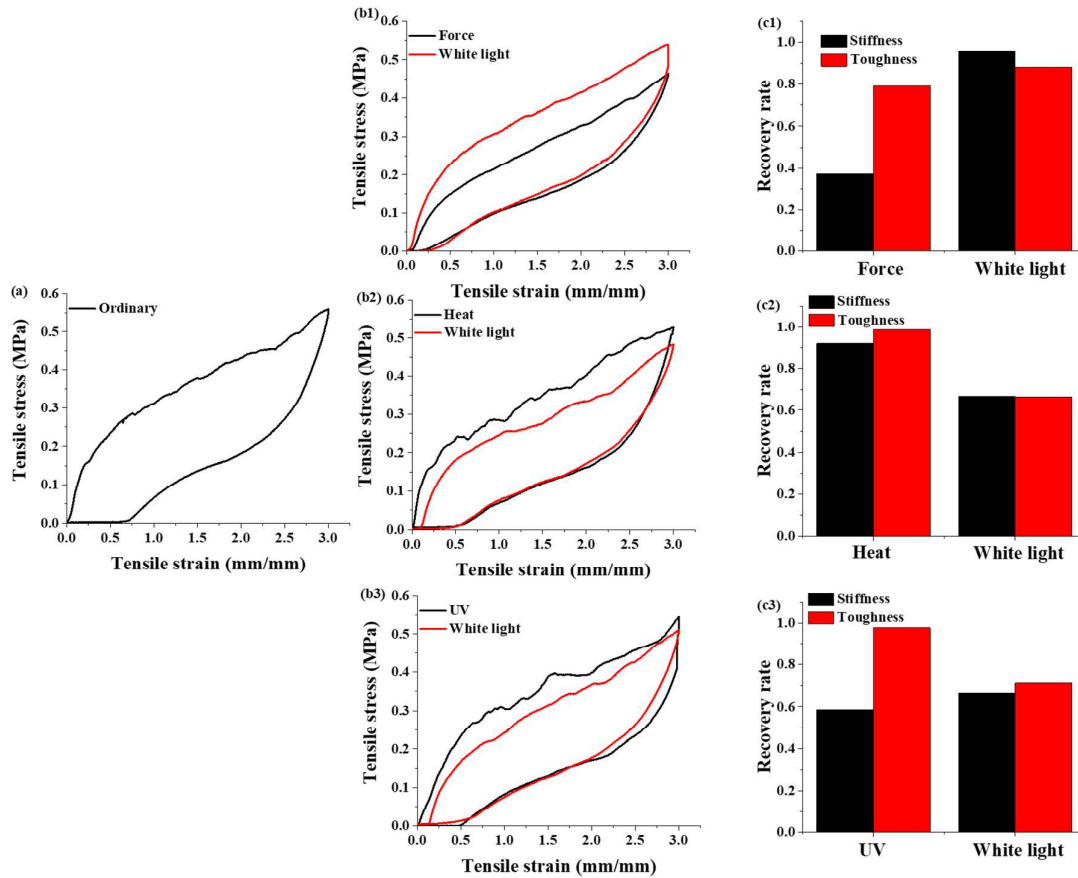 (b1)
0.6
0.5
0.4
0.3
0.2
0.1
0.0
Tensile stress (MPa)
Force
White light
0.0 0.5 1.0 1.5 2.0 2.5 3.0
Tensile strain (mm/mm)
(c1)
1.0
0.8
0.6
0.4
0.2
0.0
Recovery rate
Stiffness
Toughness
Force White light
(a)
0.6
0.5
0.4
0.3
0.2
0.1
0.0
Tensile stress (MPa)
Ordinary
0.0 0.5 1.0 1.5 2.0 2.5 3.0
Tensile strain (mm/mm)
(b2)
0.6
0.5
0.4
0.3
0.2
0.1
0.0
Tensile stress (MPa)
Heat
White light
0.0 0.5 1.0 1.5 2.0 2.5 3.0
Tensile strain (mm/mm)
(c2)
1.0
0.8
0.6
0.4
0.2
0.0
Recovery rate
Stiffness
Toughness
Heat White light
(b3)
0.6
0.5
0.4
0.3
0.2
0.1
0.0
Tensile stress (MPa)
UV
White light
0.0 0.5 1.0 1.5 2.0 2.5 3.0
Tensile strain (mm/mm)
(c3)
1.0
0.8
0.6
0.4
0.2
0.0
Recovery rate
Stiffness
Toughness
UV White light